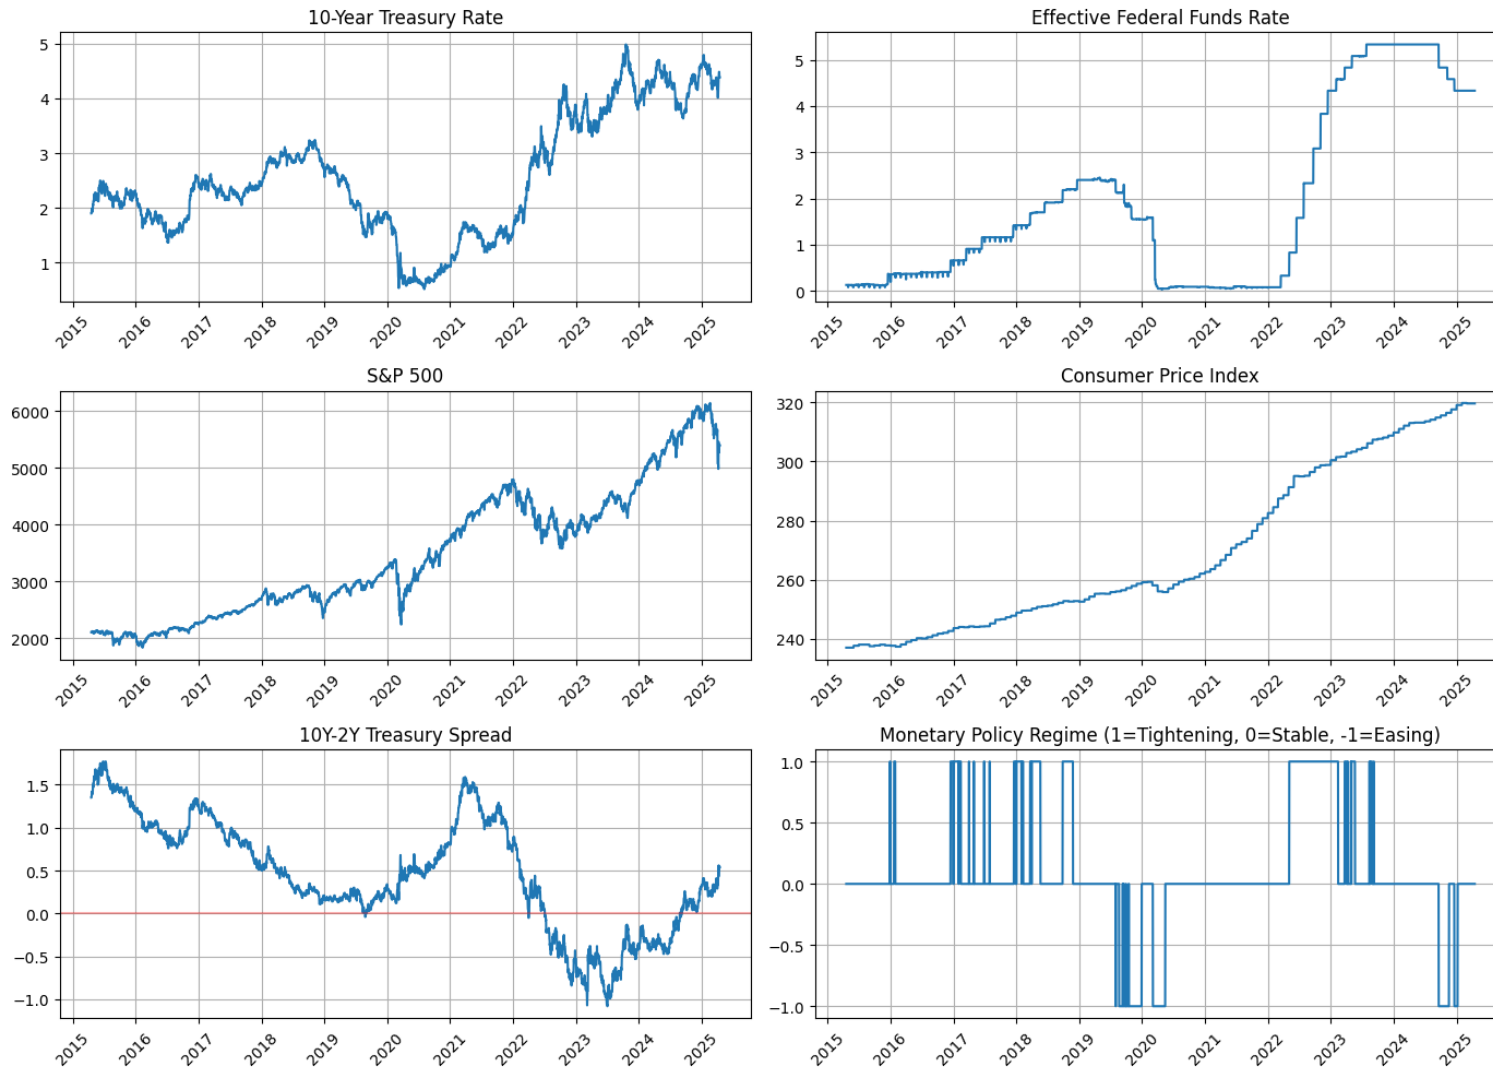 10-Year Treasury Rate
5
4
3
2
1
2015 2016 2017 2018 2019 2020 2021 2022 2023 2024 2025
Effective Federal Funds Rate
5
4
3
2
1
0
2015 2016 2017 2018 2019 2020 2021 2022 2023 2024 2025
S&P 500
6000
5000
4000
3000
2000
2015 2016 2017 2018 2019 2020 2021 2022 2023 2024 2025
Consumer Price Index
320
300
280
260
240
2015 2016 2017 2018 2019 2020 2021 2022 2023 2024 2025
10Y-2Y Treasury Spread
1.5
1.0
0.5
0.0
−0.5
−1.0
2015 2016 2017 2018 2019 2020 2021 2022 2023 2024 2025
Monetary Policy Regime (1=Tightening, 0=Stable, -1=Easing)
1.0
0.5
0.0
−0.5
−1.0
2015 2016 2017 2018 2019 2020 2021 2022 2023 2024 2025